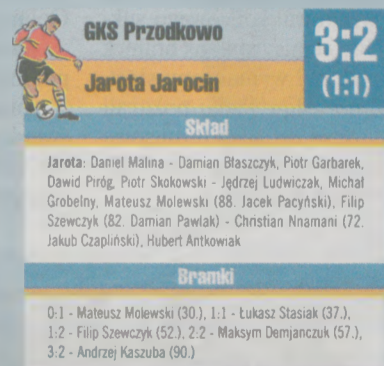 GKS Przodkowo
3:2
Jarota Jarocin
(1:1)
Skład
Jarota: Daniel Malina - Damian Błaszczyk, Piotr Garbarek,
Dawid Piróg, Piotr Skokowski - Jędrzej Ludwiczak, Michał
Grobelny, Mateusz Molewski (88. Jacek Pacyński), Filip
Szewczyk (82. Damian Pawlak) - Christian Nnamani (72.
Jakub Czapliński), Hubert Antkowiak
Bramki
0:1 - Mateusz Molewski (30.), 1:1 - Łukasz Stasiak (37.),
1:2 - Filip Szewczyk (52.), 2:2 - Maksym Demjanczuk (57.),
3:2 - Andrzej Kaszuba (90.)